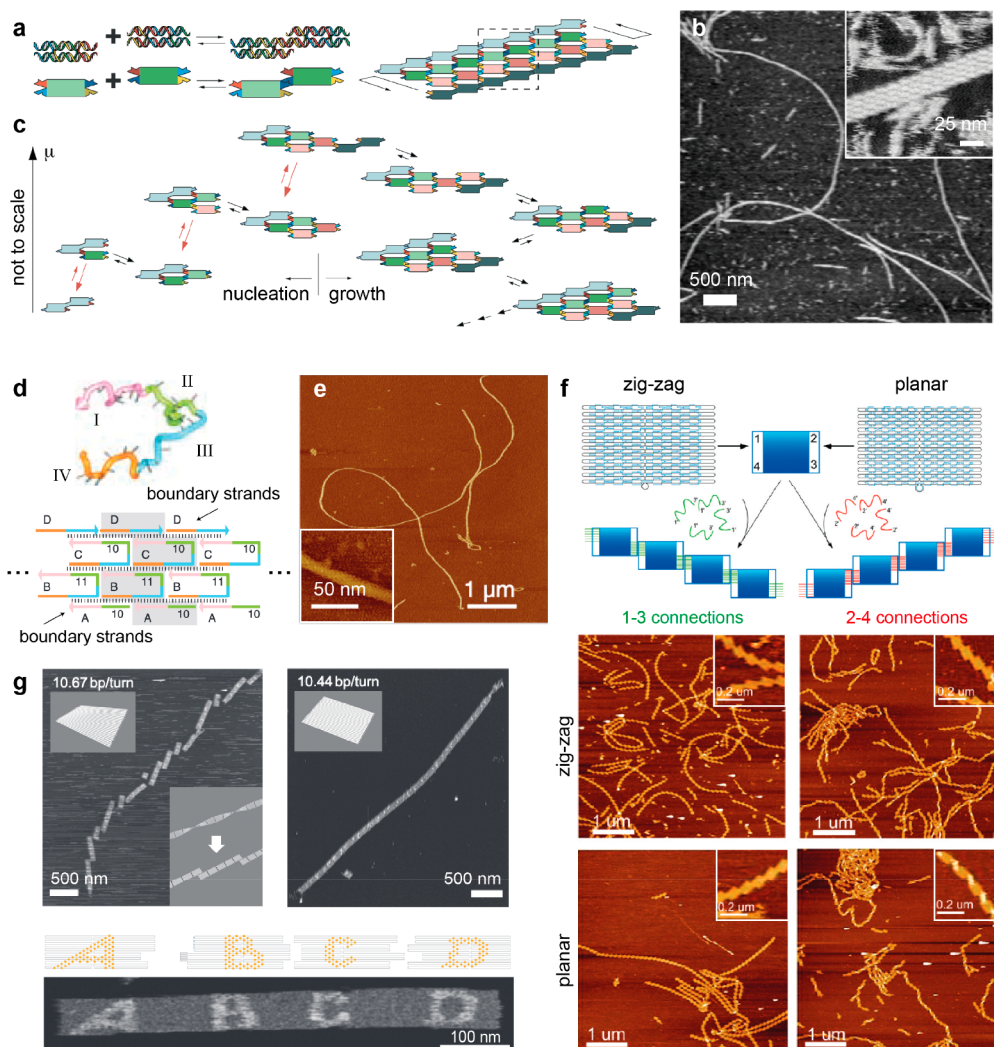 a
+
+
b
25 nm
500 nm
c
μ
not to scale
nucleation
growth
d
I
II
III
IV
boundary strands
D
D
D
10
10
10
C
C
C
...
...
11
11
B
B
B
A
10
A
10
A
10
boundary strands
e
50 nm
1 μm
f
zig-zag
planar
1
2
4
3
1-3 connections
2-4 connections
zig-zag
0.2 um
1 um
0.2 um
1 um
planar
0.2 um
1 um
0.2 um
1 um
g
10.67 bp/turn
500 nm
10.44 bp/turn
500 nm
A B C D
A B C D
100 nm